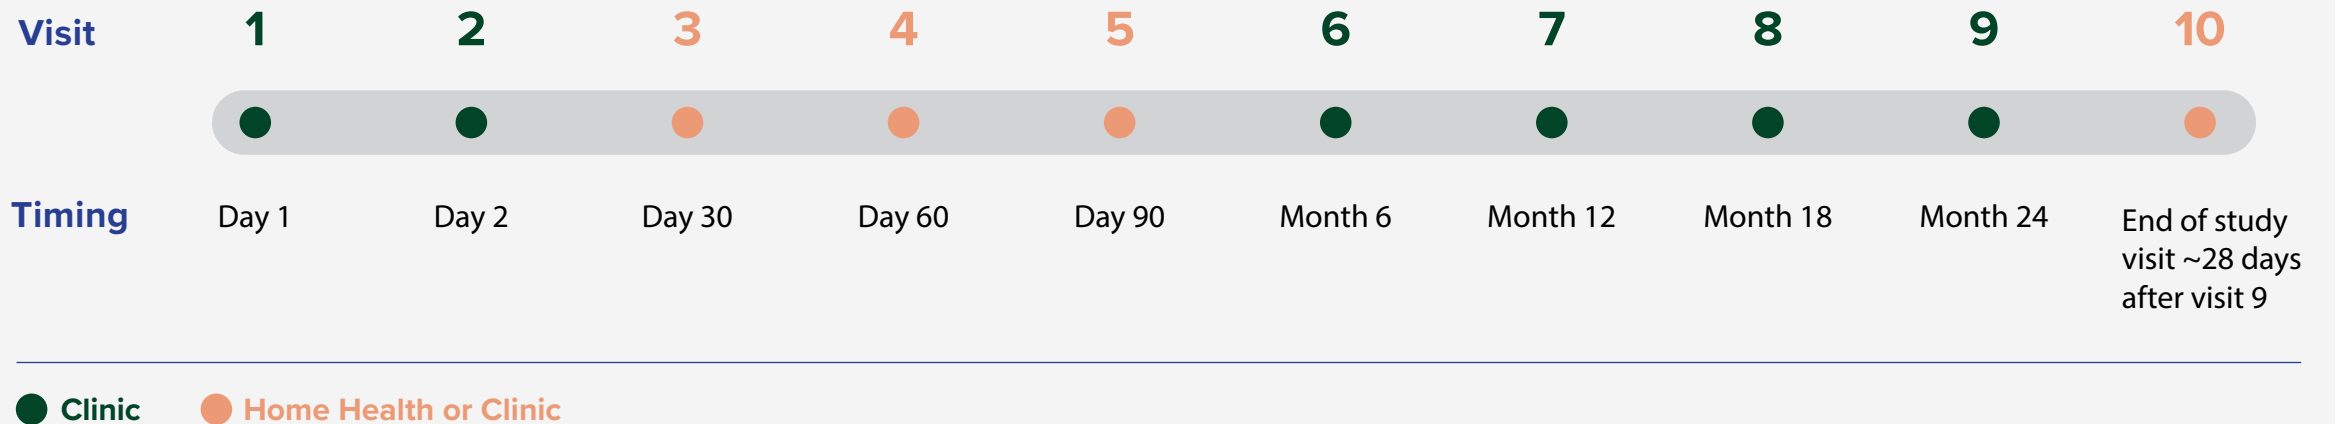 Visit 1 2 3 4 5 6 7 8 9 10
Timing Day 1 Day 2 Day 30 Day 60 Day 90 Month 6 Month 12 Month 18 Month 24 End of study
visit ~28 days
after visit 9
Clinic Home Health or Clinic